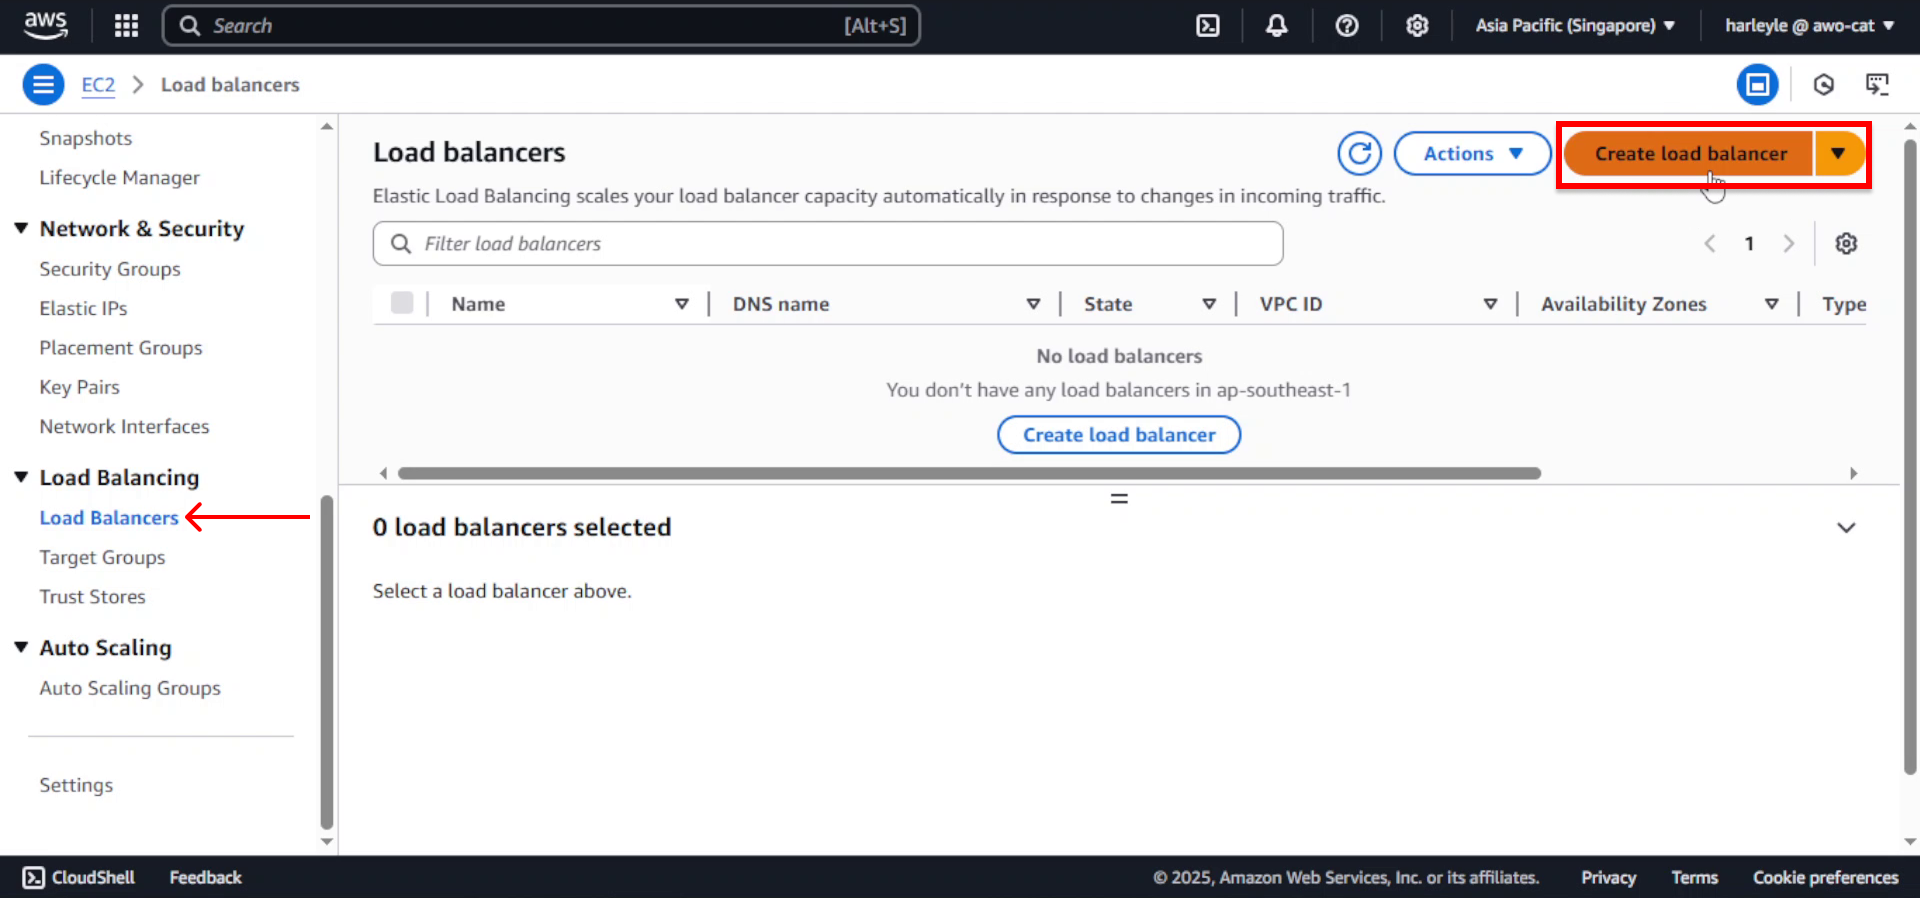 aws
Search
[Alt+S]
Asia Pacific (Singapore)
harleyle @ awo-cat
EC2
Load balancers
Snapshots
Lifecycle Manager
Network & Security
Security Groups
Elastic IPs
Placement Groups
Key Pairs
Network Interfaces
Load Balancing
Load Balancers
Target Groups
Trust Stores
Auto Scaling
Auto Scaling Groups
Settings
Load balancers
Actions
Create load balancer
Elastic Load Balancing scales your load balancer capacity automatically in response to changes in incoming traffic.
Filter load balancers
1
Name
DNS name
State
VPC ID
Availability Zones
Type
No load balancers
You don't have any load balancers in ap-southeast-1
Create load balancer
0 load balancers selected
Select a load balancer above.
CloudShell
Feedback
© 2025, Amazon Web Services, Inc. or its affiliates.
Privacy
Terms
Cookie preferences